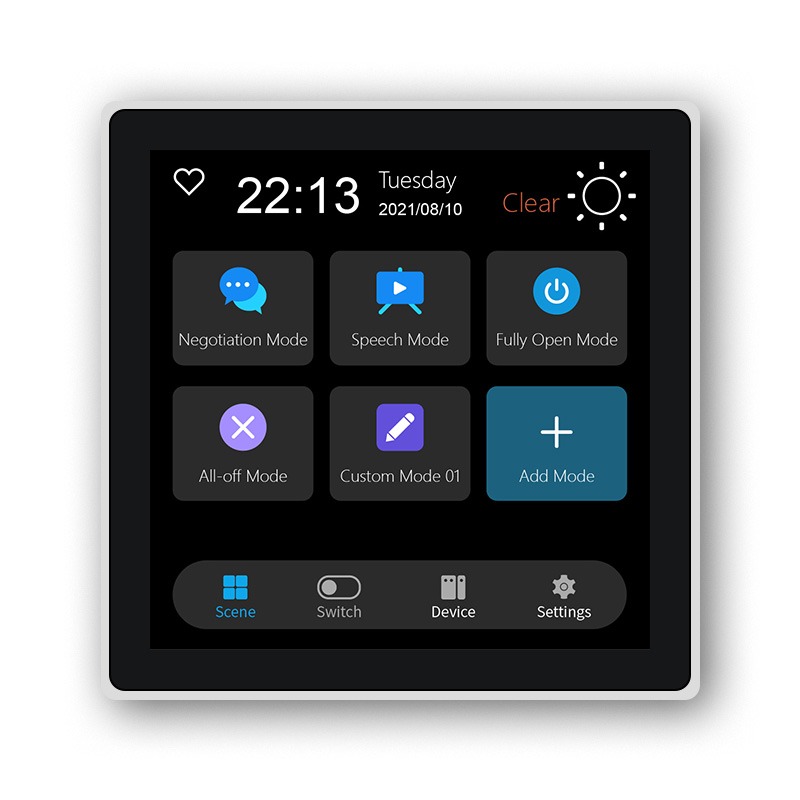 22:13
Tuesday
2021/08/10
Clear
Negotiation Mode
Speech Mode
Fully Open Mode
All-off Mode
Custom Mode 01
Add Mode
Scene
Switch
Device
Settings